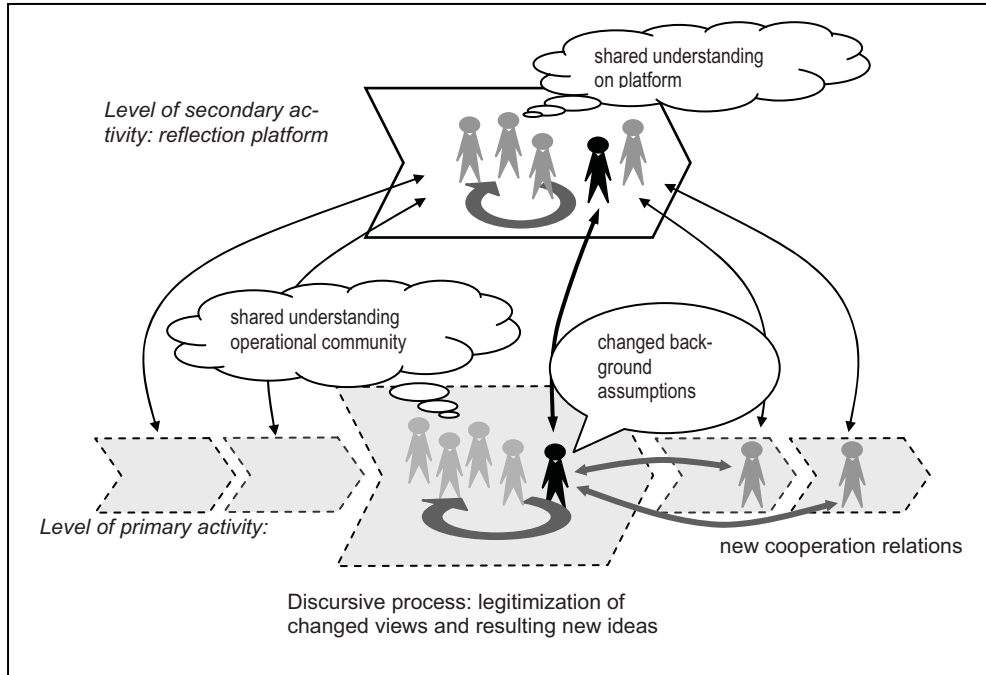 shared understanding
on platform
Level of secondary ac-
tivity: reflection platform
shared understanding
operational community
changed back-
ground
assumptions
Level of primary activity:
new cooperation relations
Discursive process: legitimization of
changed views and resulting new ideas